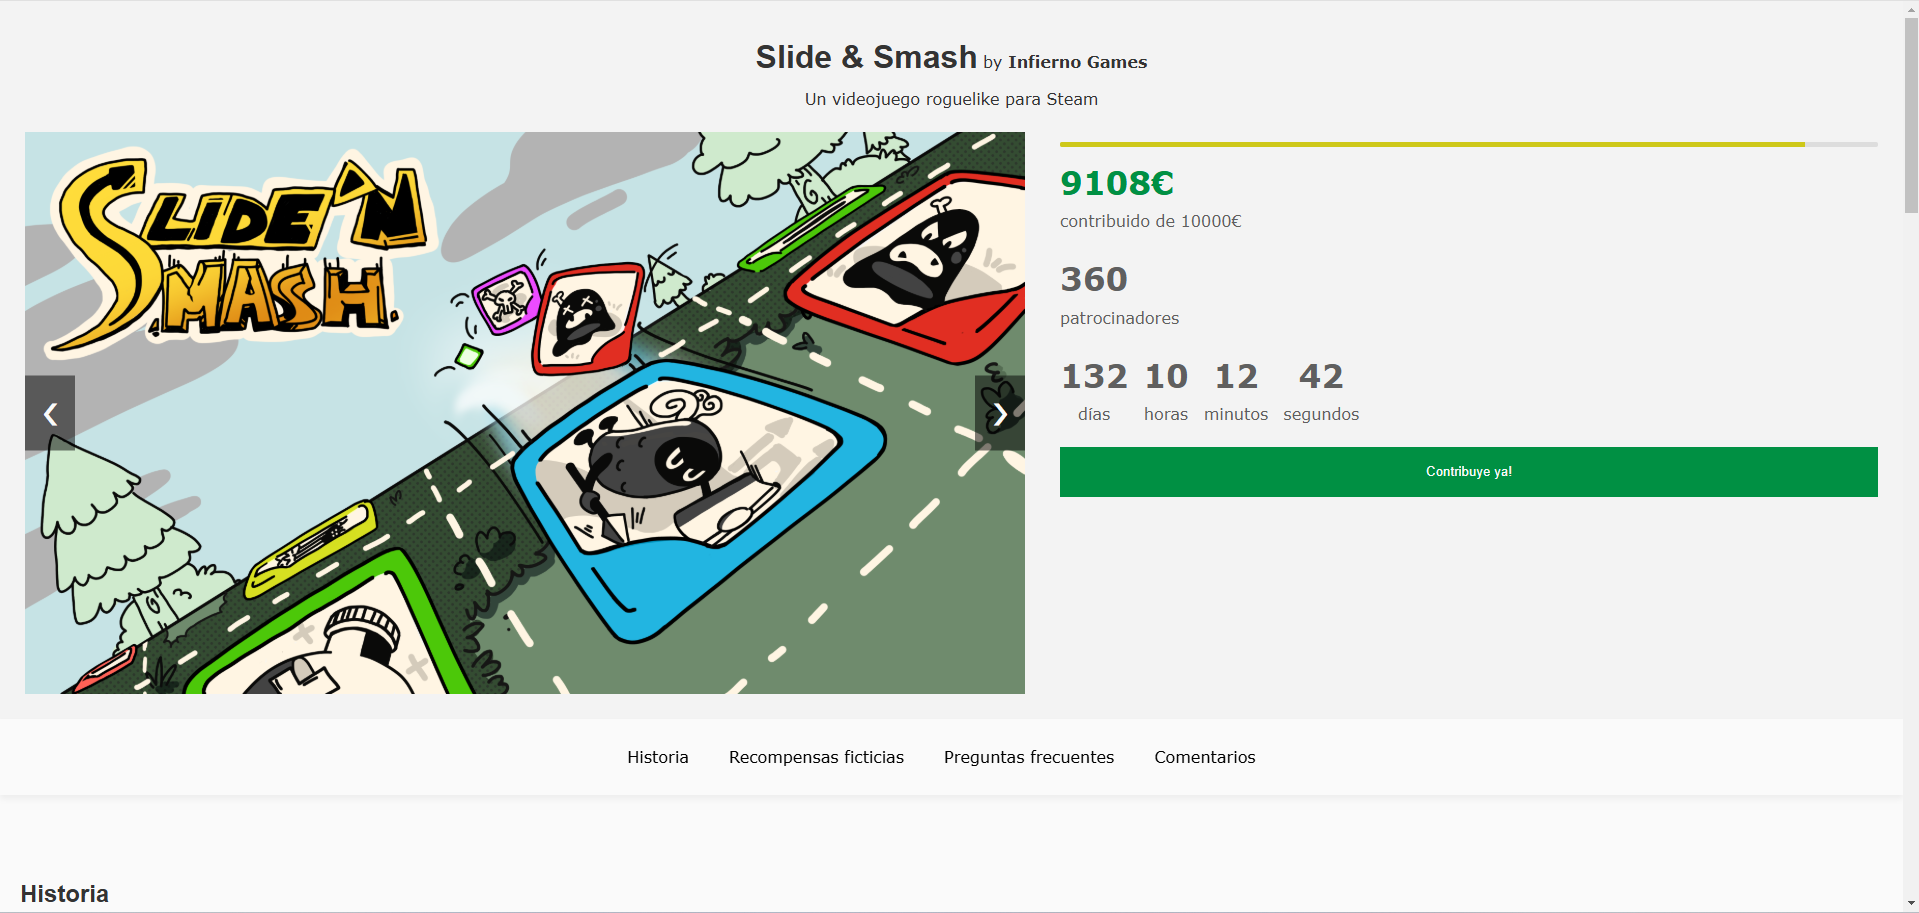 Slide & Smash by Infierno Games
Un videojuego roguelike para Steam
SLIDE 'N
SMASH.
9108€
contribuido de 10000€
360
patrocinadores
132 10 12 42
días horas minutos segundos
Contribuye ya!
Historia Recompensas ficticias Preguntas frecuentes Comentarios
Historia